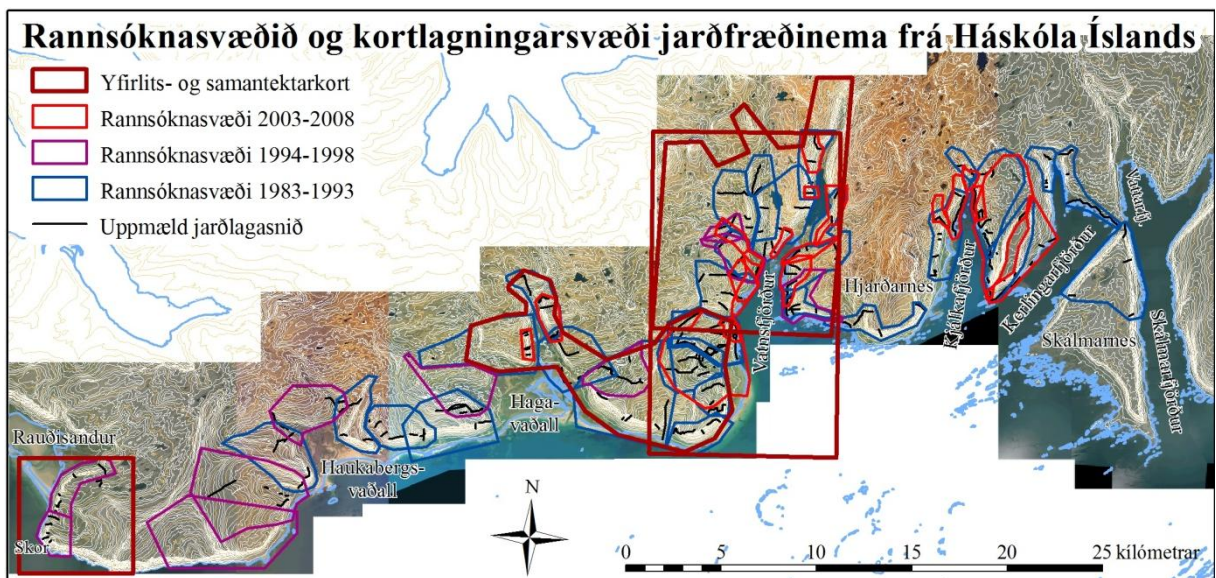 Rannsóknasvæðið og kortlagningarsvæði jarðfræðinema frá Háskóla Íslands
Yfirlits- og samantektarkort
Rannsóknasvæði 2003-2008
Rannsóknasvæði 1994-1998
Rannsóknasvæði 1983-1993
Uppmæld jarðlagasnið
Vattarfj.
Hjarðarnes
Kjálkafjörður
Kerlingarfjörður
Vatnsfjörður
Skálmarnes
Skálmarfjörður
Haga-
vaðall
Rauðisandur
Haukabergs-
vaðall
Skor
N
0 5 10 15 20 25 kílómetrar